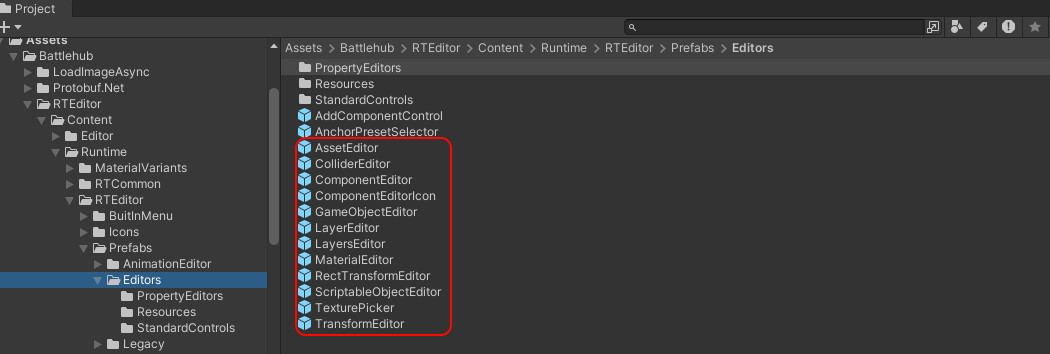 Project
Assets
Battlehub
LoadImageAsync
Protobuf.Net
RTEditor
Content
Editor
Runtime
MaterialVariants
RTCommon
RTEditor
BuitInMenu
Icons
Prefabs
AnimationEditor
Editors
PropertyEditors
Resources
StandardControls
Legacy
Assets > Battlehub > RTEditor > Content > Runtime > RTEditor > Prefabs > Editors
PropertyEditors
Resources
StandardControls
AddComponentControl
AnchorPresetSelector
AssetEditor
ColliderEditor
ComponentEditor
ComponentEditorIcon
GameObjectEditor
LayerEditor
LayersEditor
MaterialEditor
RectTransformEditor
ScriptableObjectEditor
TexturePicker
TransformEditor